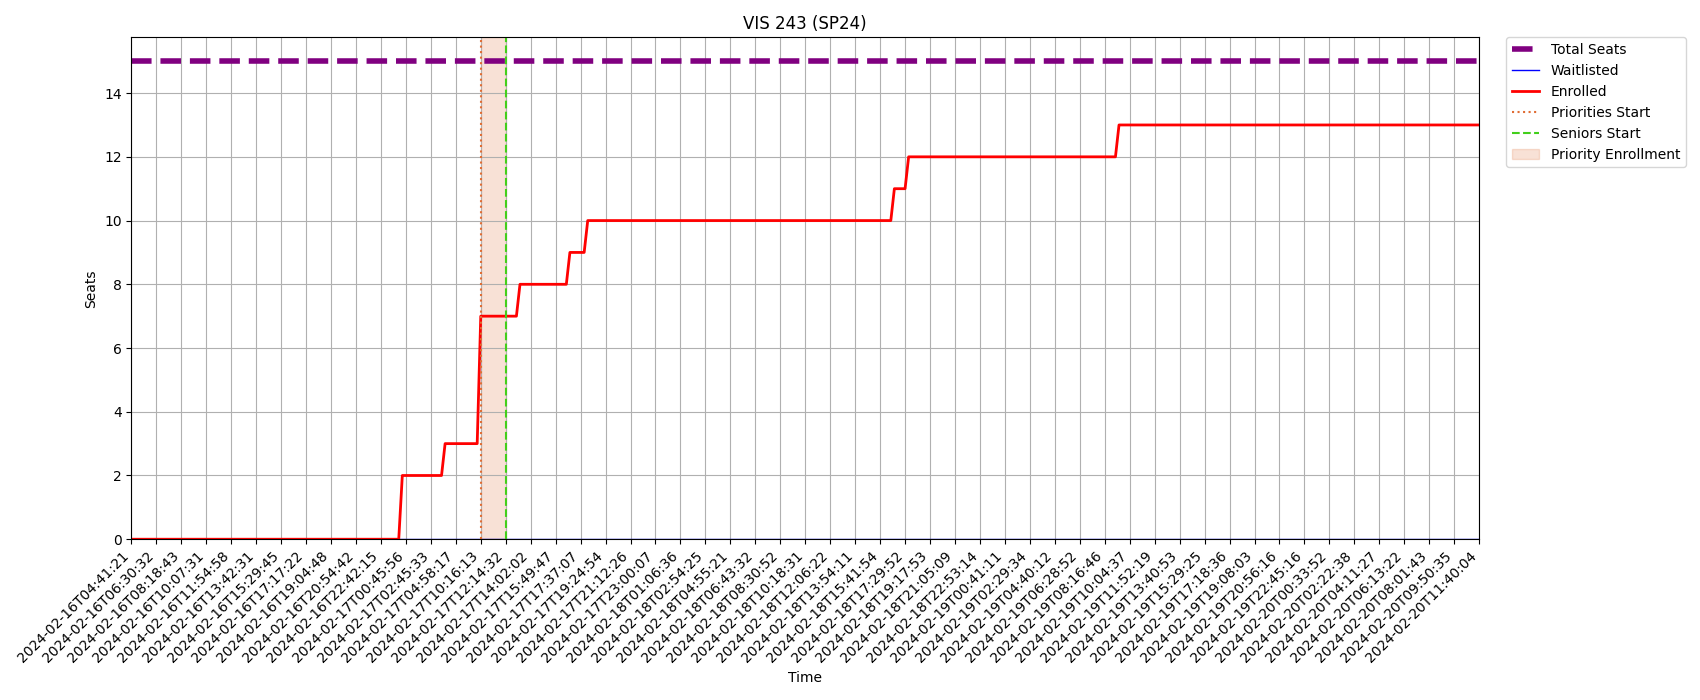 VIS 243 (SP24)
Total Seats
Waitlisted
Enrolled
Priorities Start
Seniors Start
Priority Enrollment
Seats
14
12
10
8
6
4
2
0
2024-02-16T04:41:21
2024-02-16T06:30:32
2024-02-16T08:18:43
2024-02-16T10:07:31
2024-02-16T11:54:58
2024-02-16T13:42:31
2024-02-16T15:29:45
2024-02-16T17:17:22
2024-02-16T19:04:48
2024-02-16T20:54:42
2024-02-16T22:42:15
2024-02-17T00:45:56
2024-02-17T02:45:33
2024-02-17T04:58:17
2024-02-17T10:16:13
2024-02-17T12:14:32
2024-02-17T14:02:02
2024-02-17T15:49:47
2024-02-17T17:37:07
2024-02-17T19:24:54
2024-02-17T21:12:26
2024-02-17T23:00:07
2024-02-18T01:06:36
2024-02-18T02:54:25
2024-02-18T04:55:21
2024-02-18T06:43:32
2024-02-18T08:30:52
2024-02-18T10:18:31
2024-02-18T12:06:22
2024-02-18T13:54:11
2024-02-18T15:41:54
2024-02-18T17:29:52
2024-02-18T19:17:53
2024-02-18T21:05:09
2024-02-18T22:53:14
2024-02-19T00:41:11
2024-02-19T02:29:34
2024-02-19T04:40:12
2024-02-19T06:28:52
2024-02-19T08:16:46
2024-02-19T10:04:37
2024-02-19T11:52:19
2024-02-19T13:40:53
2024-02-19T15:29:25
2024-02-19T17:18:36
2024-02-19T19:08:03
2024-02-19T20:56:16
2024-02-19T22:45:16
2024-02-20T00:33:52
2024-02-20T02:22:38
2024-02-20T04:11:27
2024-02-20T06:13:22
2024-02-20T08:01:43
2024-02-20T09:50:35
2024-02-20T11:40:04
Time